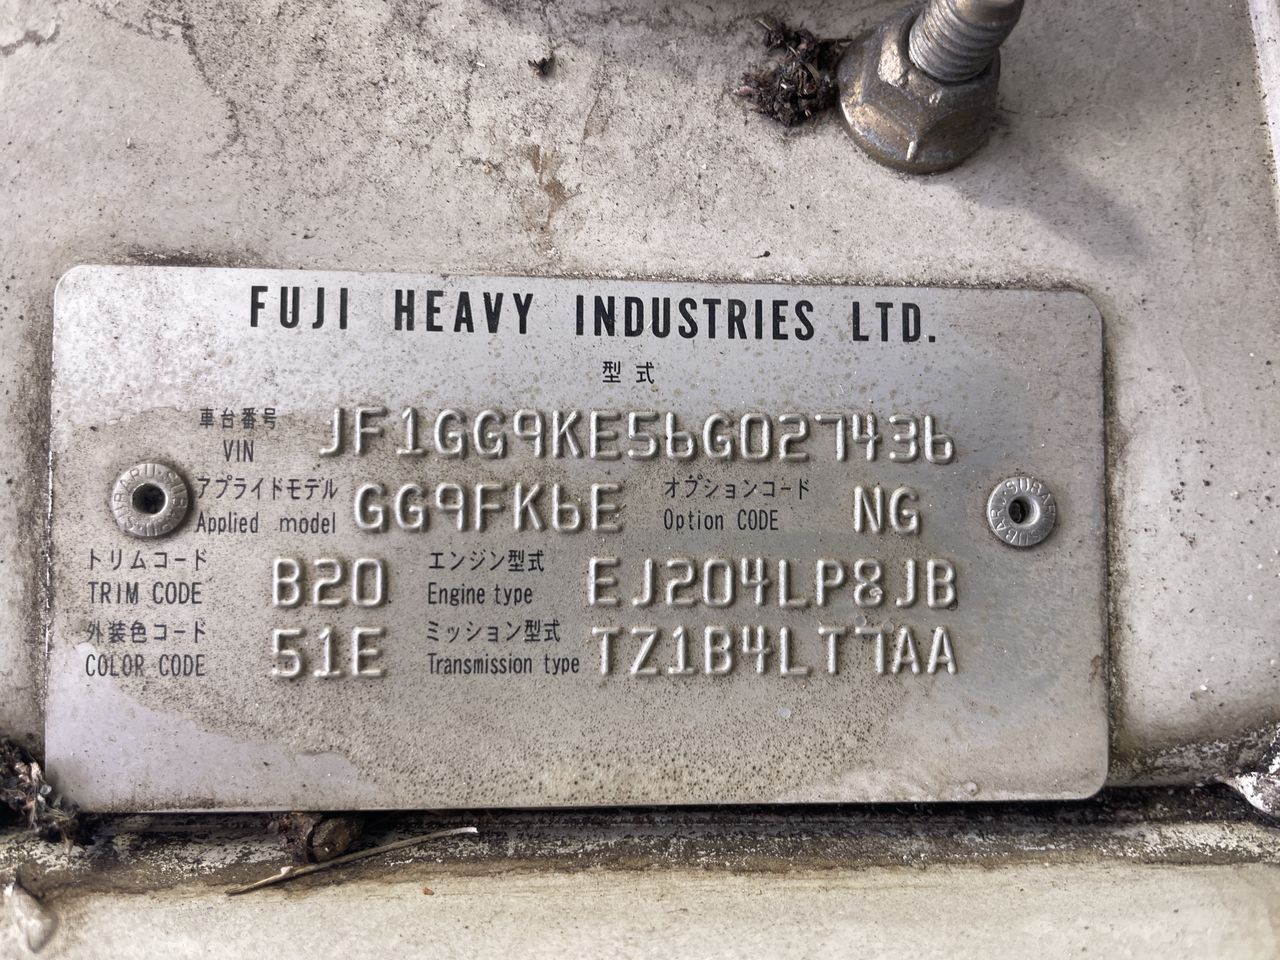 FUJI HEAVY INDUSTRIES LTD.
型式
車台番号
VIN JF1GG9KE56G027436
アプライドモデル オプションコード
Applied model GG9FK6E Option CODE NG
トリムコード エンジン型式
TRIM CODE B20 Engine type EJ204LP8JB
外装色コード ミッション型式
COLOR CODE 51E Transmission type TZ1B4LT7AA
SUBARU
SUBARU